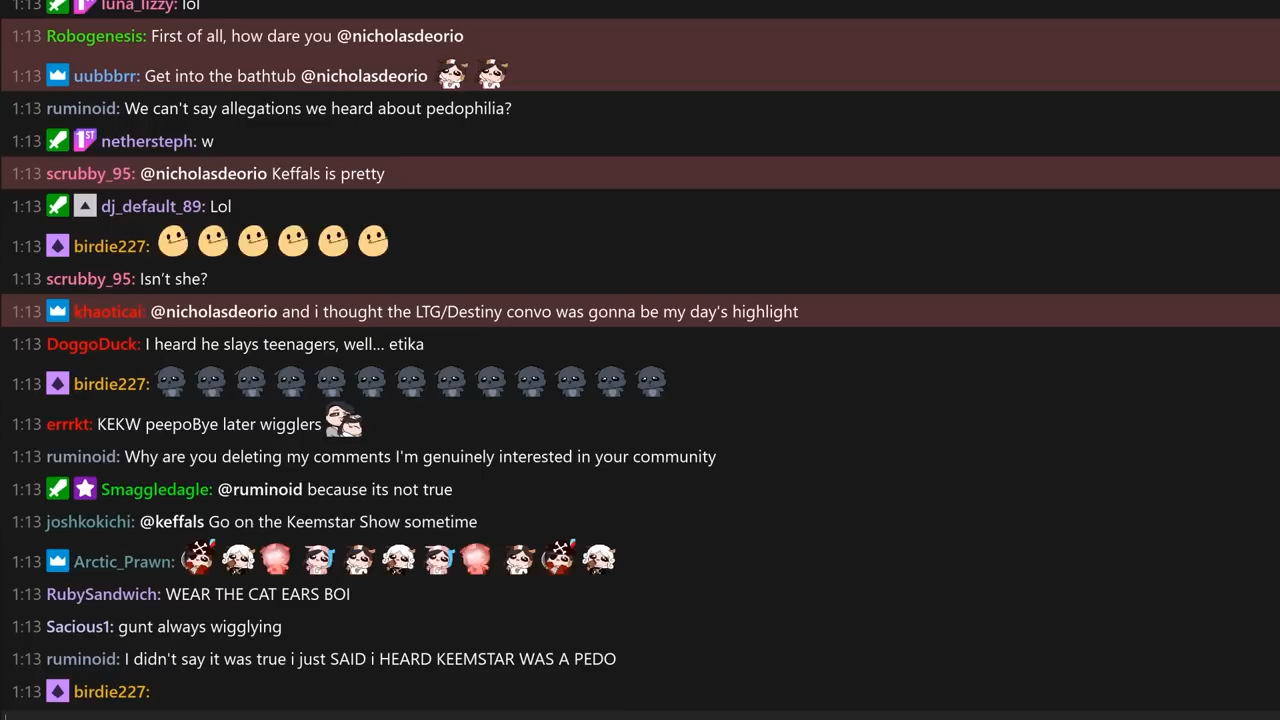 1:13 luna_lizzy: lol
1:13 Robogenesis: First of all, how dare you @nicholasdeorio
1:13 uubbbrr: Get into the bathtub @nicholasdeorio
1:13 ruminoid: We can't say allegations we heard about pedophilia?
1:13 1ST nethersteph: w
1:13 scrubby_95: @nicholasdeorio Keffals is pretty
1:13 dj_default_89: Lol
1:13 birdie227:
1:13 scrubby_95: Isn't she?
1:13 khaoticai: @nicholasdeorio and i thought the LTG/Destiny convo was gonna be my day's highlight
DoggoDuck: I heard he slays teenagers, well... etika
1:13 birdie227:
1:13 errrkt: KEKW peepoBye later wigglers
1:13 ruminoid: Why are you deleting my comments I'm genuinely interested in your community
1:13 Smaggledagle: @ruminoid because its not true
1:13 joshkokichi: @keffals Go on the Keemstar Show sometime
1:13 Arctic_Prawn:
1:13 RubySandwich: WEAR THE CAT EARS BOI
1:13 Sacious1: gunt always wigglying
1:13 ruminoid: I didn't say it was true i just SAID i HEARD KEEMSTAR WAS A PEDO
1:13 birdie227: